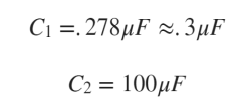 C₁ =. 278μF ≈. 3μF
C₂ = 100μF